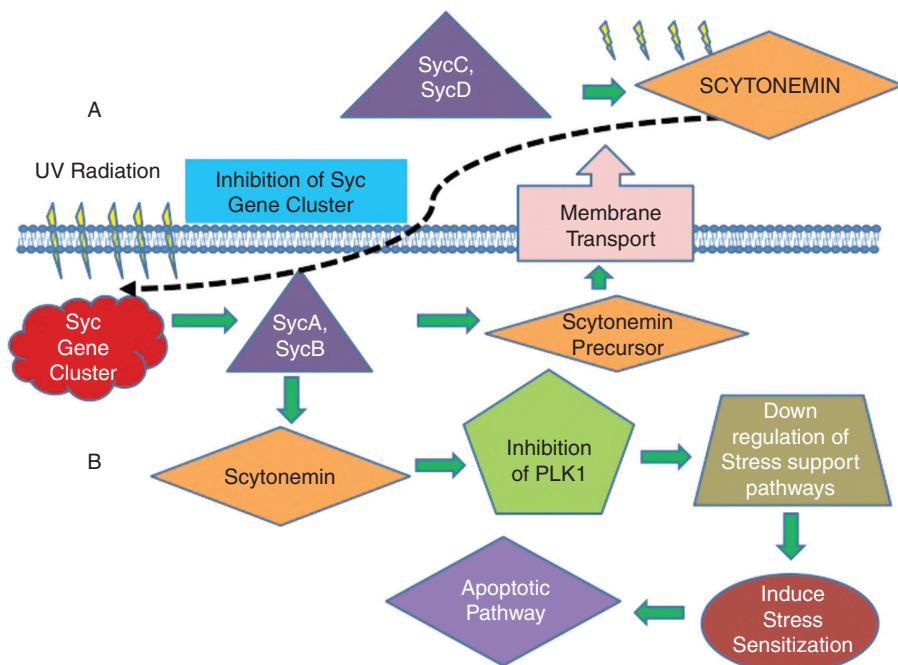 A
SycC,
SycD
SCYTONEMIN
UV Radiation
Inhibition of Syc
Gene Cluster
Membrane
Transport
Syc
Gene
Cluster
SycA,
SycB
Scytonemin
Precursor
B
Scytonemin
Inhibition
of PLK1
Down
regulation of
Stress support
pathways
Apoptotic
Pathway
Induce
Stress
Sensitization